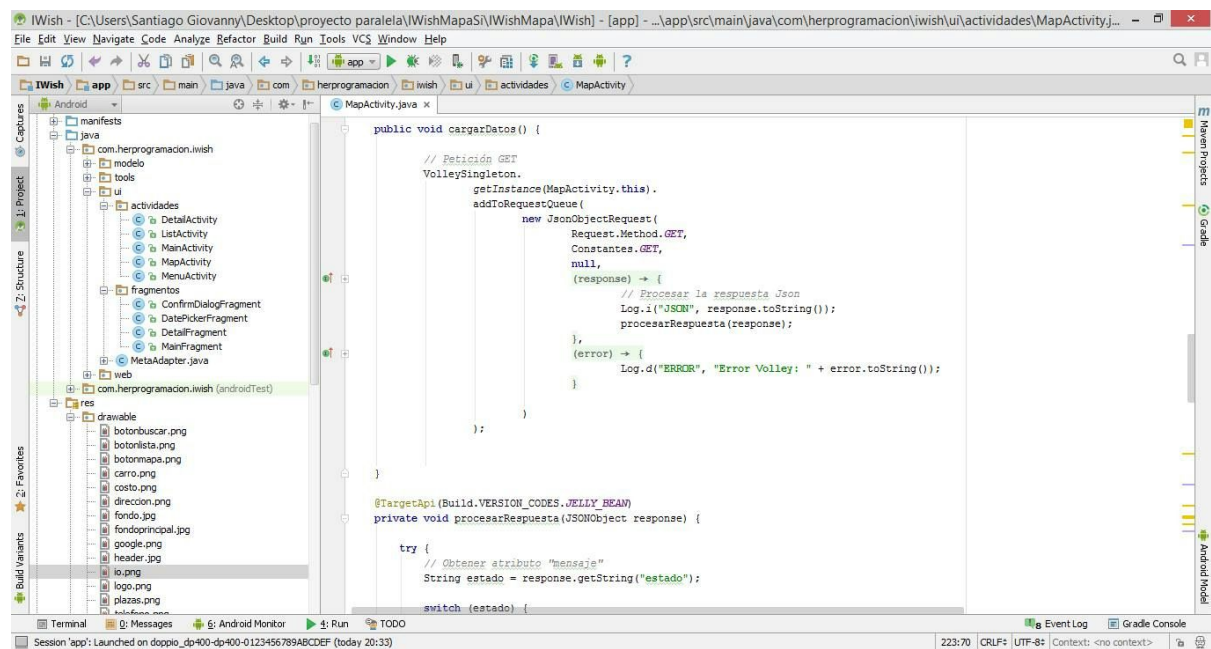 IWish - [C:\Users\Santiago Giovanny\Desktop\proyecto paralela\IWishMapaSi\IWishMapa\IWish] - [app] - ...\app\src\main\java\com\herprogramacion\iwish\ui\actividades\MapActivity.j...
File Edit View Navigate Code Analyze Refactor Build Run Tools VCS Window Help
app
IWish app src main java com herprogramacion iwish ui actividades MapActivity
Android
MapActivity.java
Captures
1: Project
7: Structure
2: Favorites
Build Variants
manifests
java
com.herprogramacion.iwish
modelo
tools
ui
actividades
DetailActivity
ListActivity
MainActivity
MapActivity
MenuActivity
fragmentos
ConfirmDialogFragment
DatePickerFragment
DetailFragment
MainFragment
MetaAdapter.java
web
com.herprogramacion.iwish (androidTest)
res
drawable
botonbuscar.png
botonlista.png
botonmapa.png
carro.png
costo.png
direccion.png
fondo.jpg
fondoprincipal.jpg
google.png
header.jpg
io.png
logo.png
plazas.png
public void cargarDatos() {
// Petición GET
VolleySingleton.
getInstance(MapActivity.this).
addToRequestQueue(
new JsonObjectRequest(
Request.Method.GET,
Constantes.GET,
null,
(response) → {
// Procesar la respuesta Json
Log.i("JSON", response.toString());
procesarRespuesta(response);
},
(error) → {
Log.d("ERROR", "Error Volley: " + error.toString());
}
)
);
}
@TargetApi(Build.VERSION_CODES.JELLY_BEAN)
private void procesarRespuesta(JSONObject response) {
try {
// Obtener atributo "mensaje"
String estado = response.getString("estado");
switch (estado) {
Maven Projects
Gradle
Android Model
Terminal 0: Messages 6: Android Monitor 4: Run TODO
8 Event Log Gradle Console
Session 'app': Launched on doppio_dp400-dp400-0123456789ABCDEF (today 20:33)
223:70 CRLF UTF-8 Context: <no context>